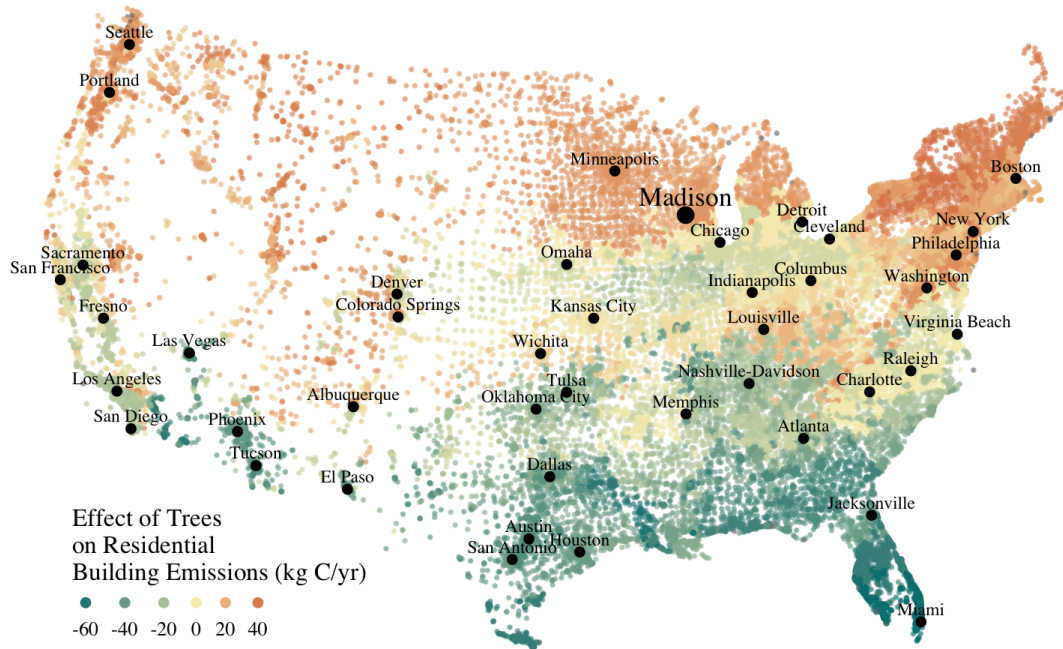 Seattle
Portland
Minneapolis
Boston
Madison
Detroit
New York
Chicago
Cleveland
Philadelphia
Sacramento
Omaha
San Francisco
Columbus
Denver
Indianapolis
Washington
Fresno
Colorado Springs
Kansas City
Louisville
Virginia Beach
Las Vegas
Wichita
Raleigh
Nashville-Davidson
Los Angeles
Tulsa
Charlotte
Albuquerque
Oklahoma City
Memphis
San Diego
Phoenix
Atlanta
Tucson
Dallas
El Paso
Jacksonville
Effect of Trees
on Residential
Building Emissions (kg C/yr)
Austin
Houston
San Antonio
Miami
-60 -40 -20 0 20 40